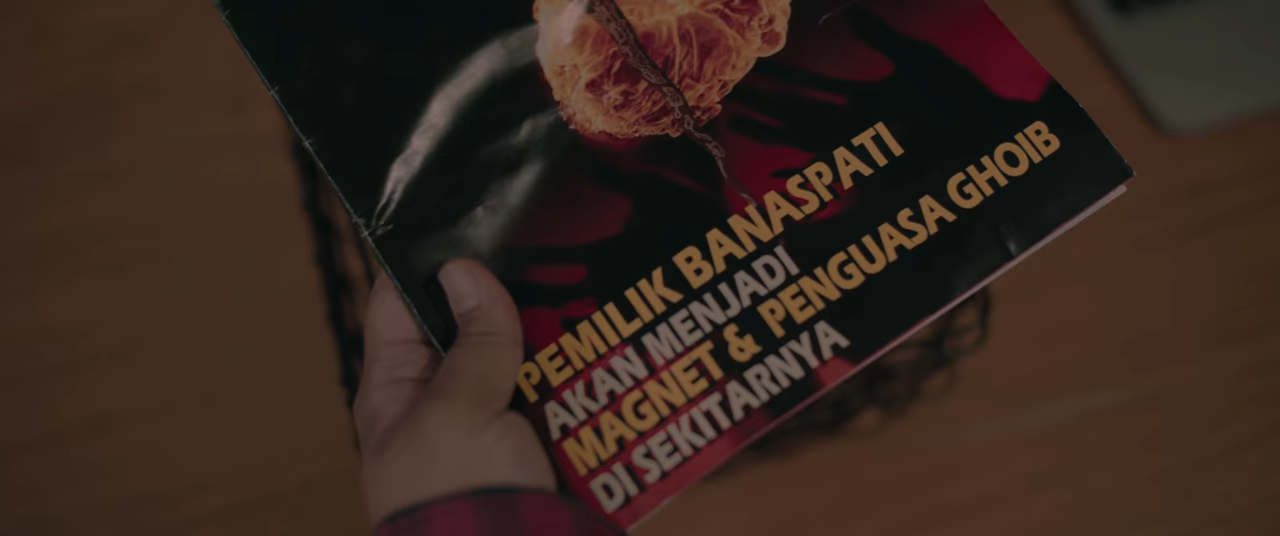 PEMILIK BANASPATI
AKAN MENJADI
MAGNET & PENGUASA GHOIB
DI SEKITARNYA